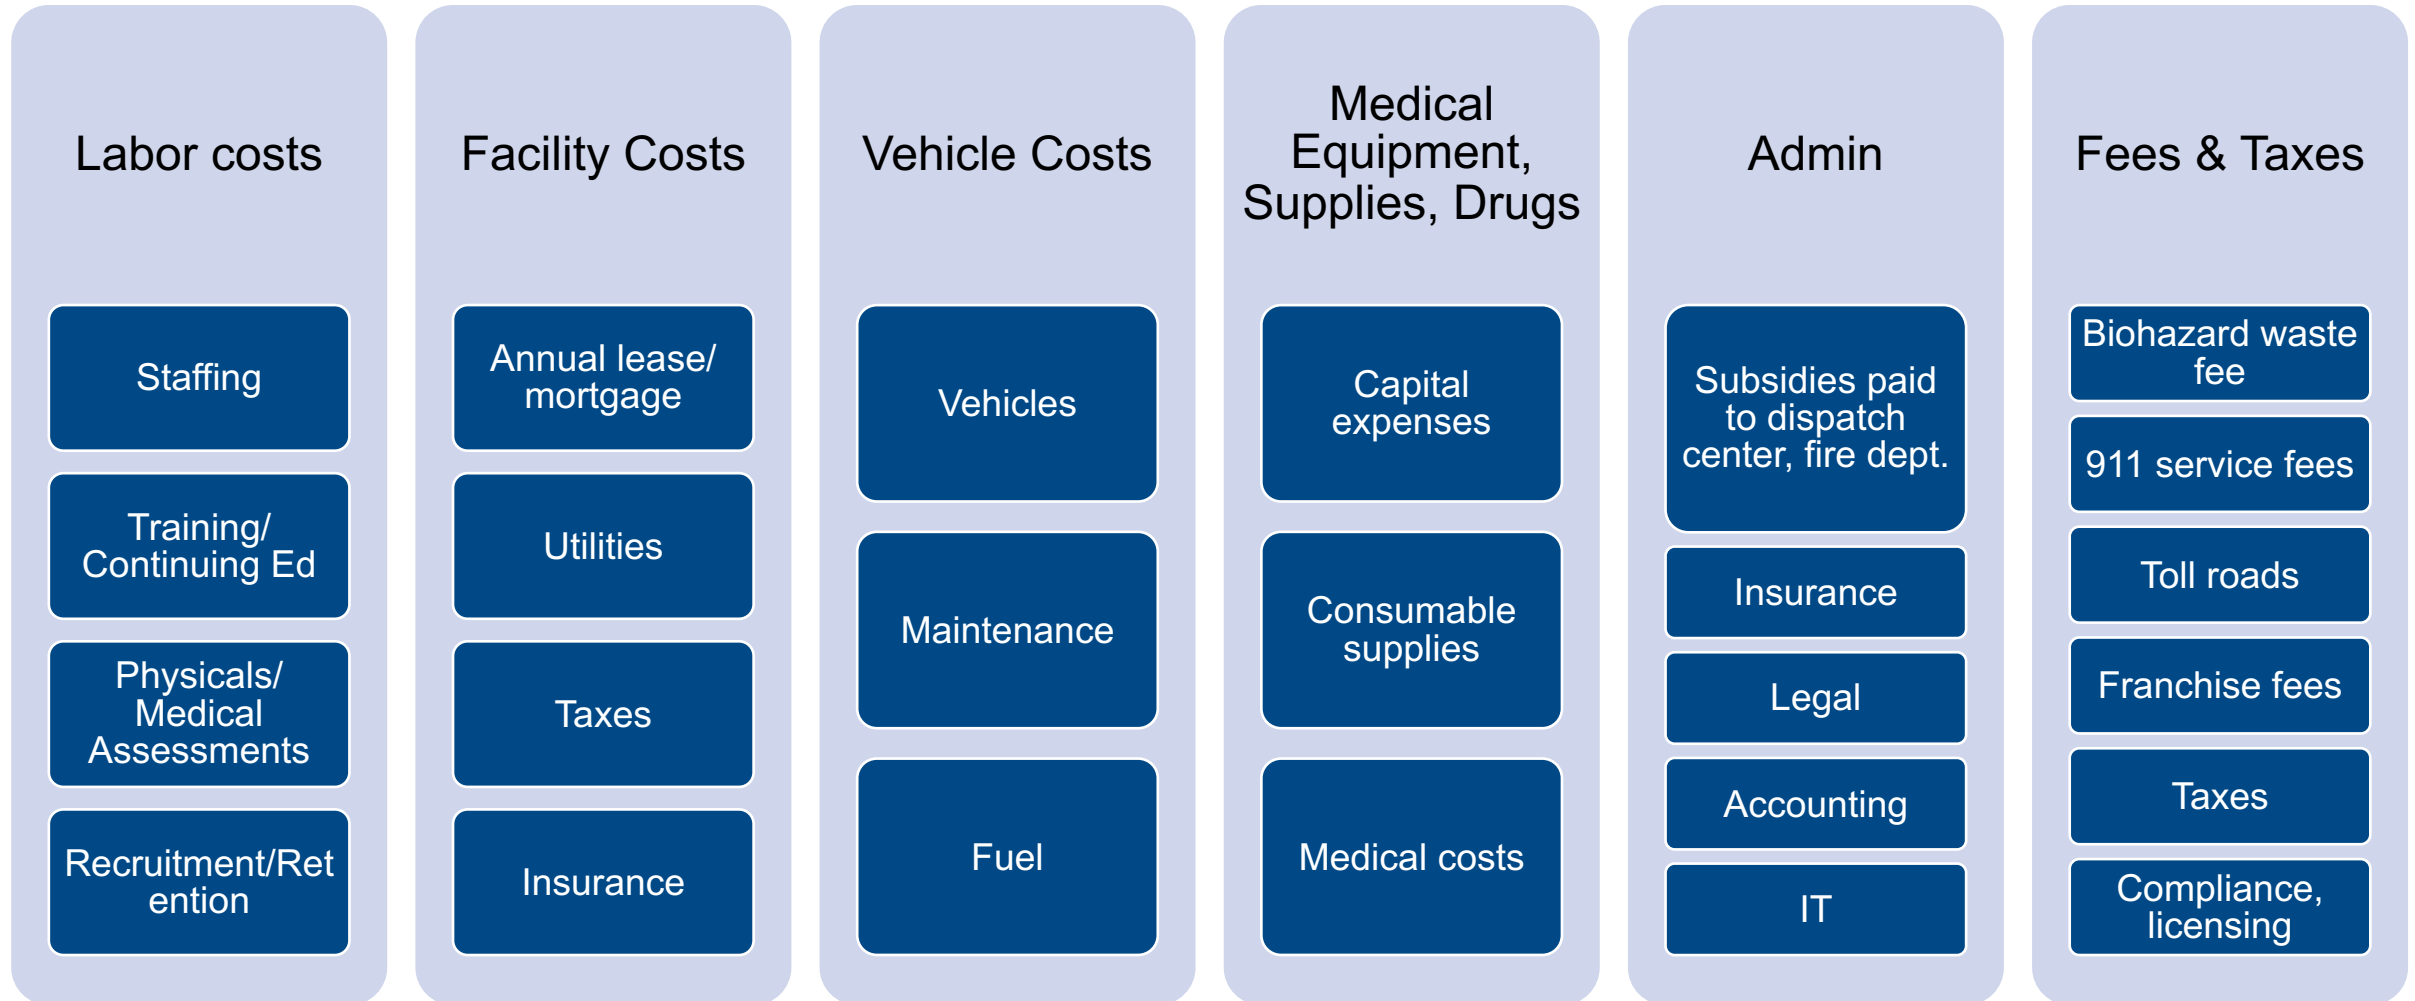 Labor costs
Staffing
Training/
Continuing Ed
Physicals/
Medical
Assessments
Recruitment/Ret
ention
Facility Costs
Annual lease/
mortgage
Utilities
Taxes
Insurance
Vehicle Costs
Vehicles
Maintenance
Fuel
Medical
Equipment,
Supplies, Drugs
Capital
expenses
Consumable
supplies
Medical costs
Admin
Subsidies paid
to dispatch
center, fire dept.
Insurance
Legal
Accounting
IT
Fees & Taxes
Biohazard waste
fee
911 service fees
Toll roads
Franchise fees
Taxes
Compliance,
licensing